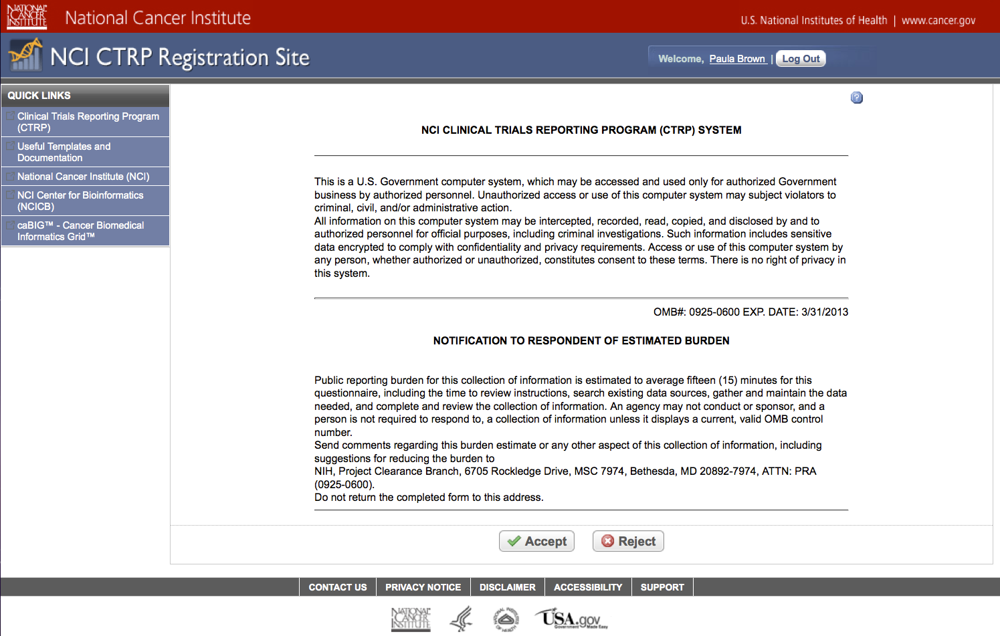 NATIONAL CANCER INSTITUTE
National Cancer Institute
U.S. National Institutes of Health | www.cancer.gov
NCI CTRP Registration Site
Welcome, Paula Brown | Log Out
QUICK LINKS
Clinical Trials Reporting Program
(CTRP)
Useful Templates and
Documentation
National Cancer Institute (NCI)
NCI Center for Bioinformatics
(NCICB)
caBIG™ - Cancer Biomedical
Informatics Grid™
?
NCI CLINICAL TRIALS REPORTING PROGRAM (CTRP) SYSTEM
This is a U.S. Government computer system, which may be accessed and used only for authorized Government
business by authorized personnel. Unauthorized access or use of this computer system may subject violators to
criminal, civil, and/or administrative action.
All information on this computer system may be intercepted, recorded, read, copied, and disclosed by and to
authorized personnel for official purposes, including criminal investigations. Such information includes sensitive
data encrypted to comply with confidentiality and privacy requirements. Access or use of this computer system by
any person, whether authorized or unauthorized, constitutes consent to these terms. There is no right of privacy in
this system.
OMB#: 0925-0600 EXP. DATE: 3/31/2013
NOTIFICATION TO RESPONDENT OF ESTIMATED BURDEN
Public reporting burden for this collection of information is estimated to average fifteen (15) minutes for this
questionnaire, including the time to review instructions, search existing data sources, gather and maintain the data
needed, and complete and review the collection of information. An agency may not conduct or sponsor, and a
person is not required to respond to, a collection of information unless it displays a current, valid OMB control
number.
Send comments regarding this burden estimate or any other aspect of this collection of information, including
suggestions for reducing the burden to
NIH, Project Clearance Branch, 6705 Rockledge Drive, MSC 7974, Bethesda, MD 20892-7974, ATTN: PRA
(0925-0600).
Do not return the completed form to this address.
Accept Reject
CONTACT US PRIVACY NOTICE DISCLAIMER ACCESSIBILITY SUPPORT
NATIONAL CANCER INSTITUTE
NATIONAL INSTITUTES OF HEALTH
USA.gov
Government Made Easy